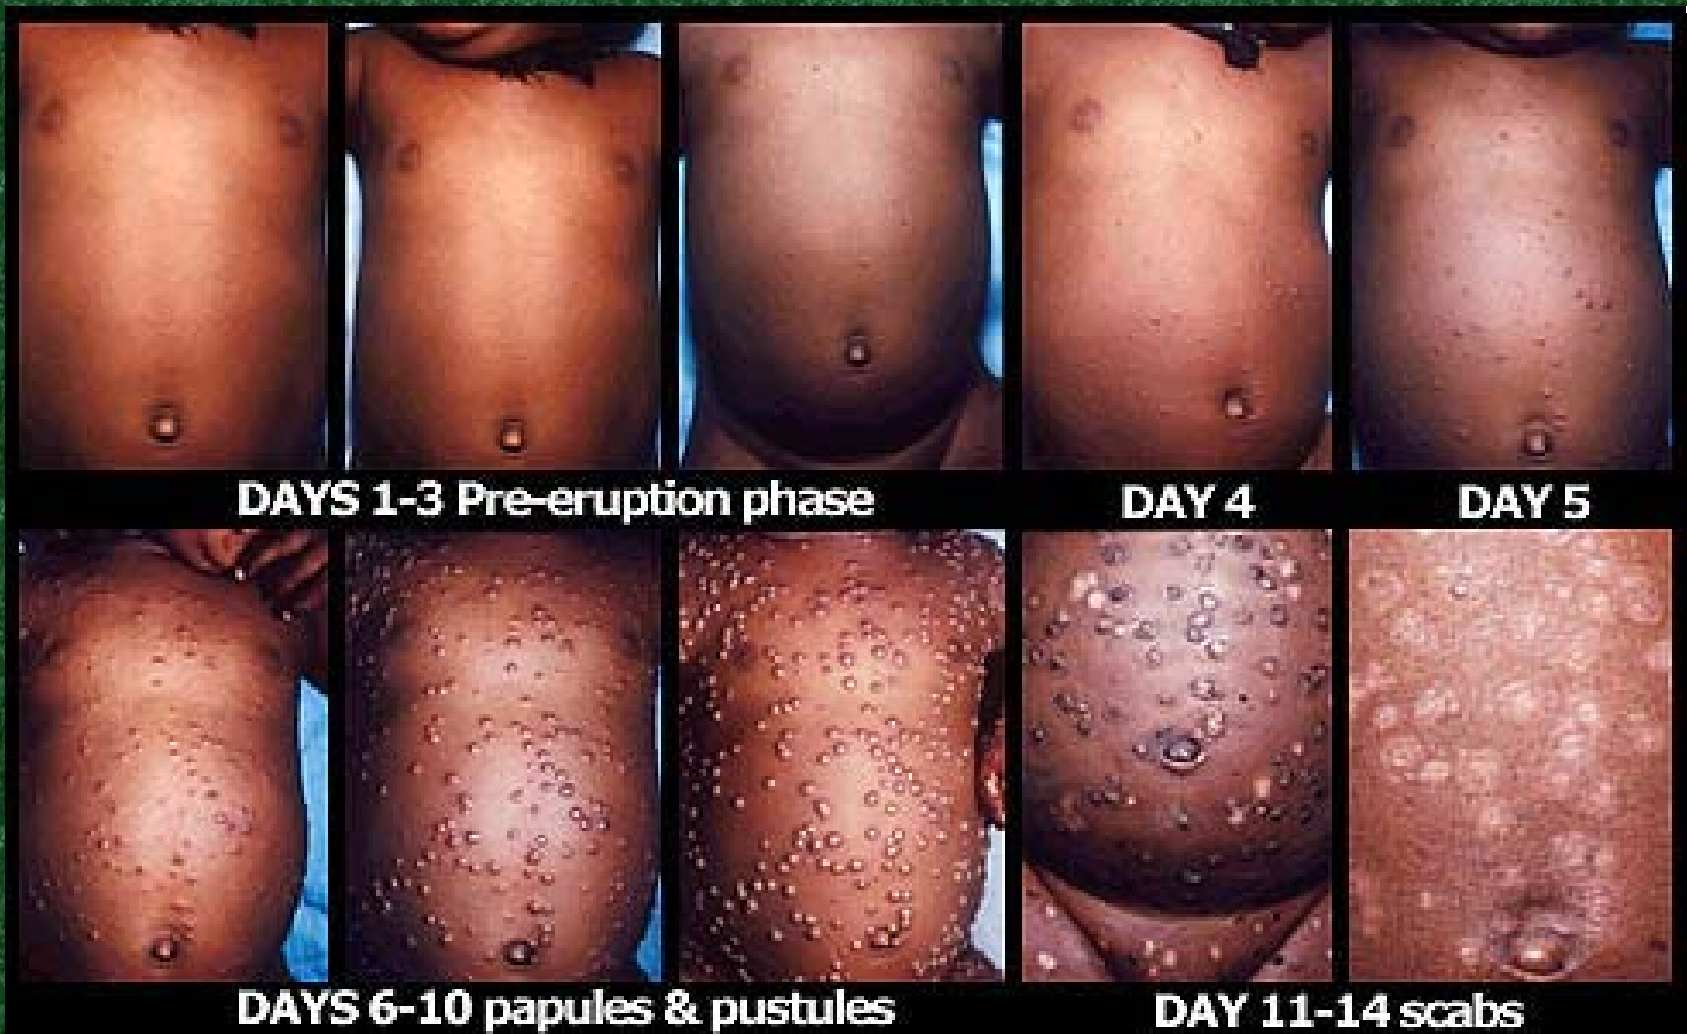 DAYS 1-3 Pre-eruption phase
DAY 4
DAY 5
DAYS 6-10 papules & pustules
DAY 11-14 scabs